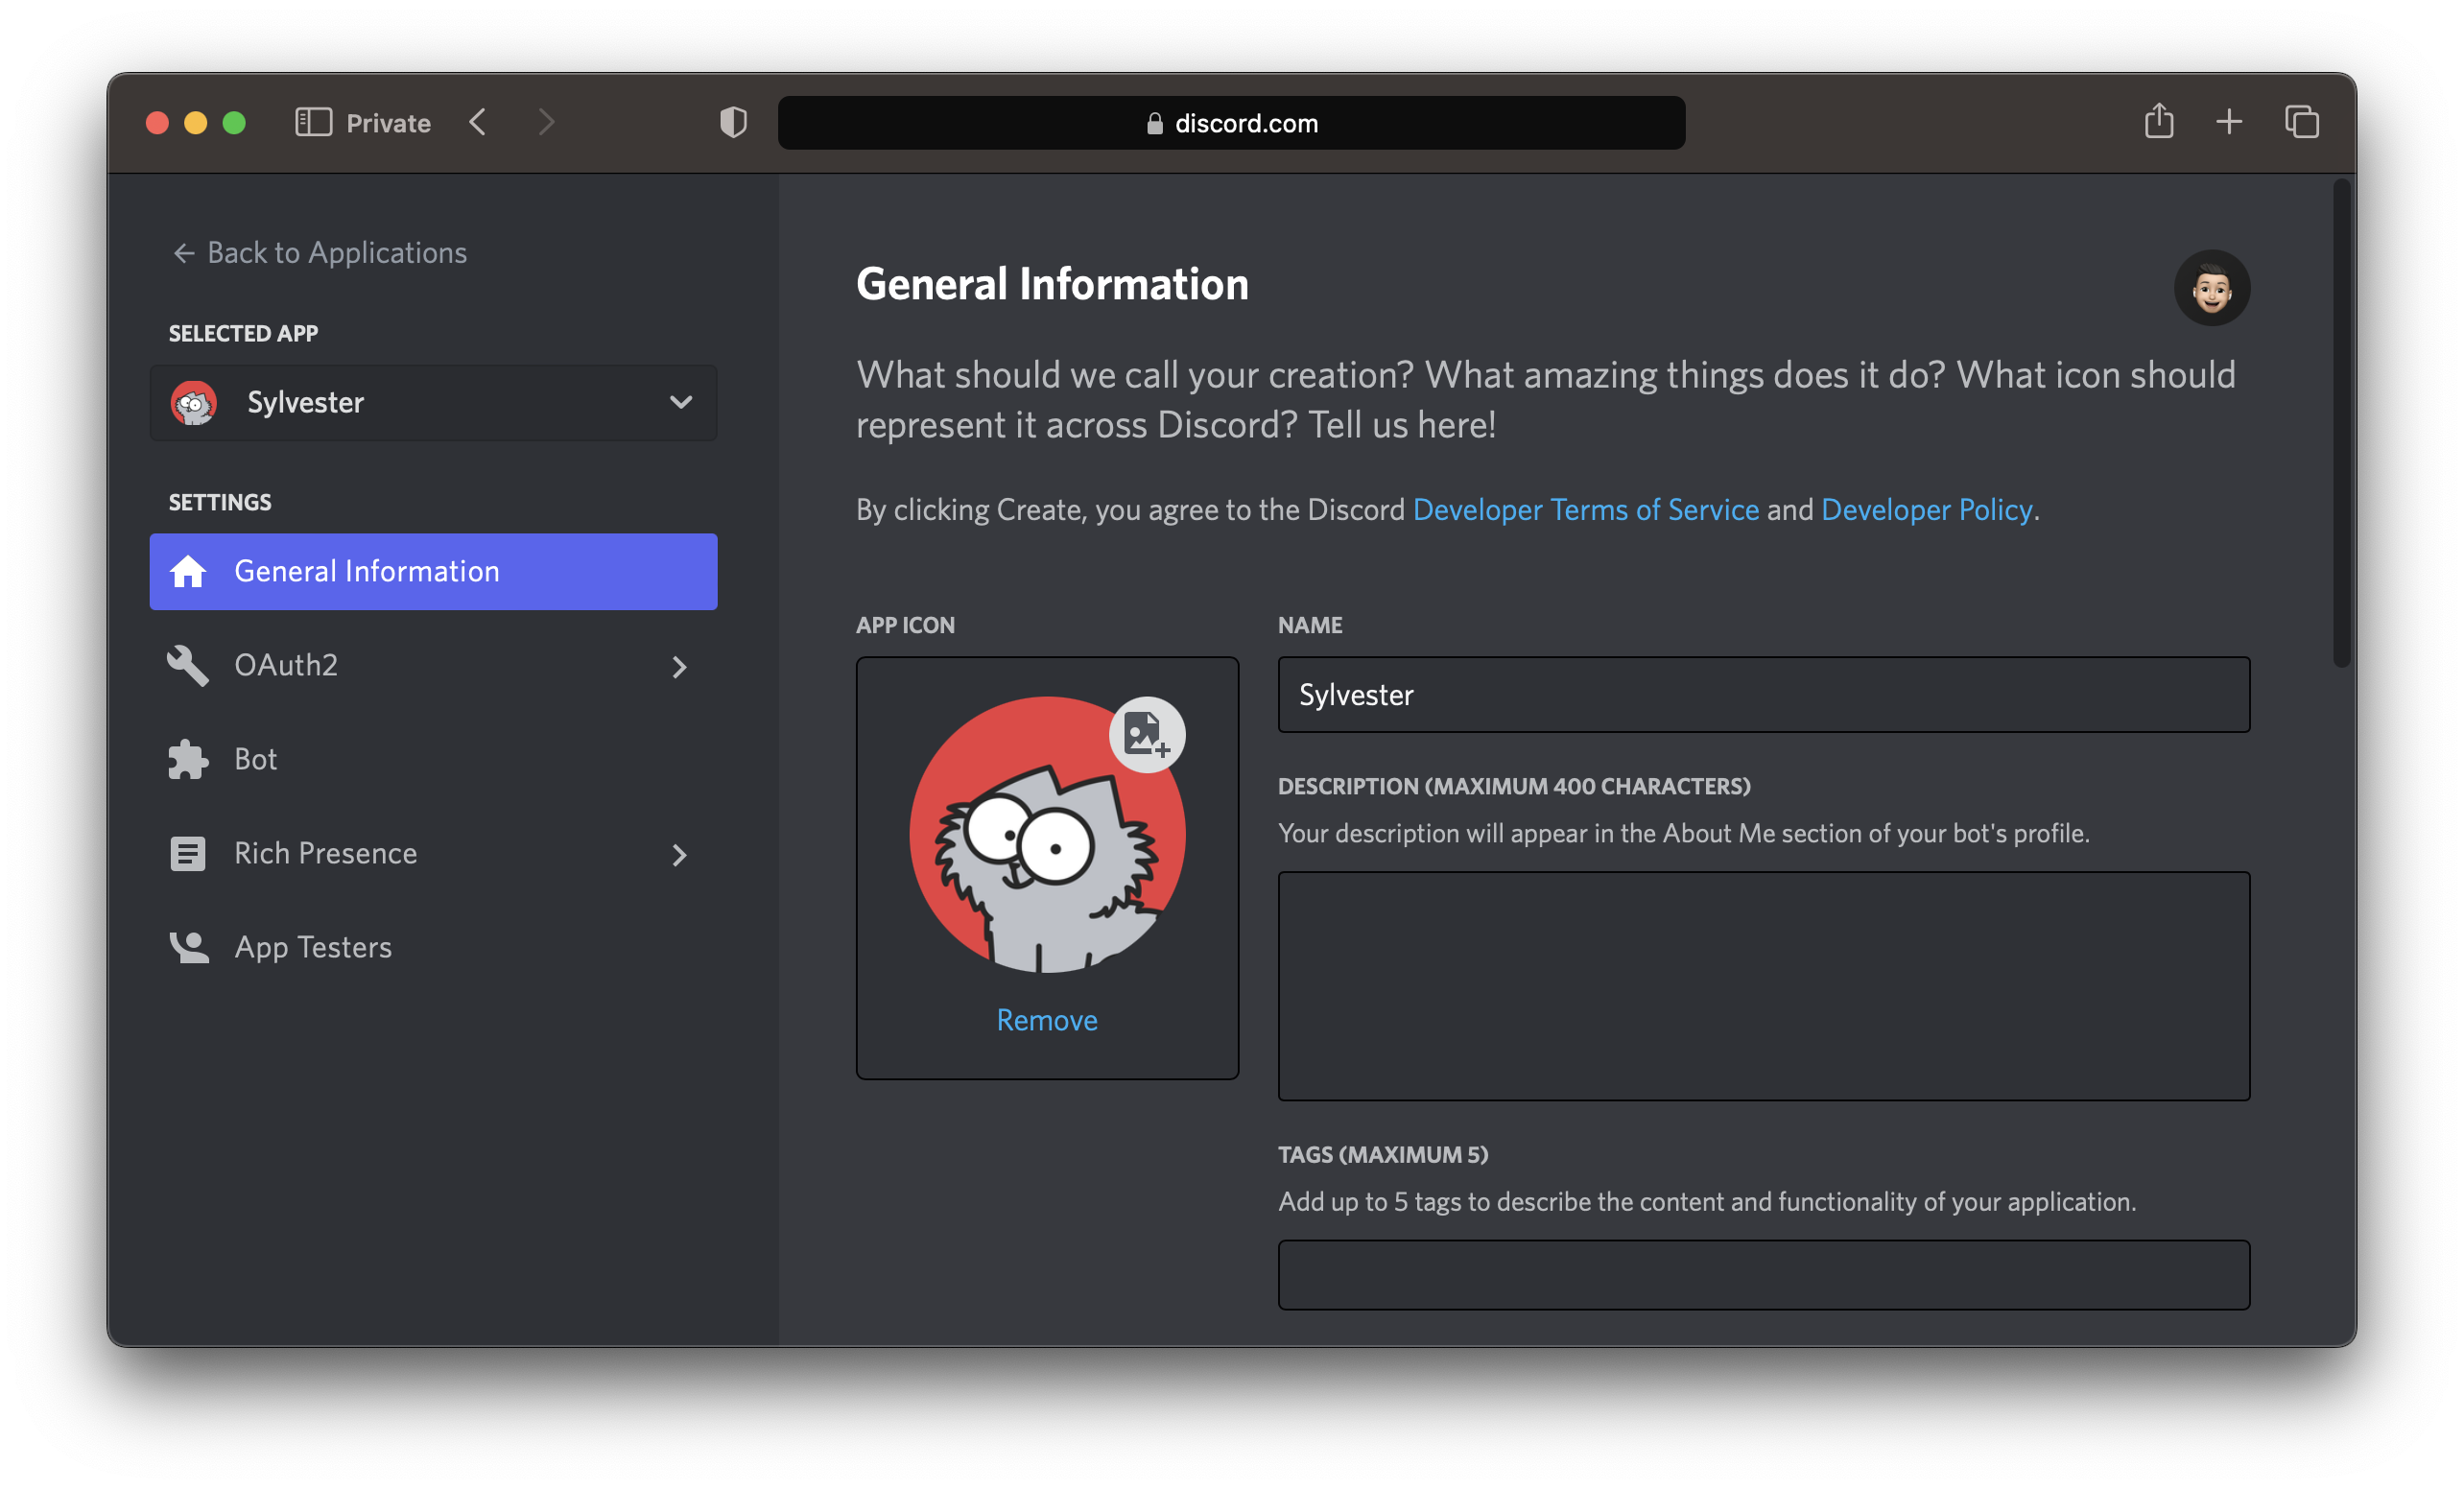 Private
discord.com
Back to Applications
SELECTED APP
Sylvester
SETTINGS
General Information
OAuth2
Bot
Rich Presence
App Testers
General Information
What should we call your creation? What amazing things does it do? What icon should
represent it across Discord? Tell us here!
By clicking Create, you agree to the Discord Developer Terms of Service and Developer Policy.
APP ICON
Remove
NAME
Sylvester
DESCRIPTION (MAXIMUM 400 CHARACTERS)
Your description will appear in the About Me section of your bot's profile.
TAGS (MAXIMUM 5)
Add up to 5 tags to describe the content and functionality of your application.